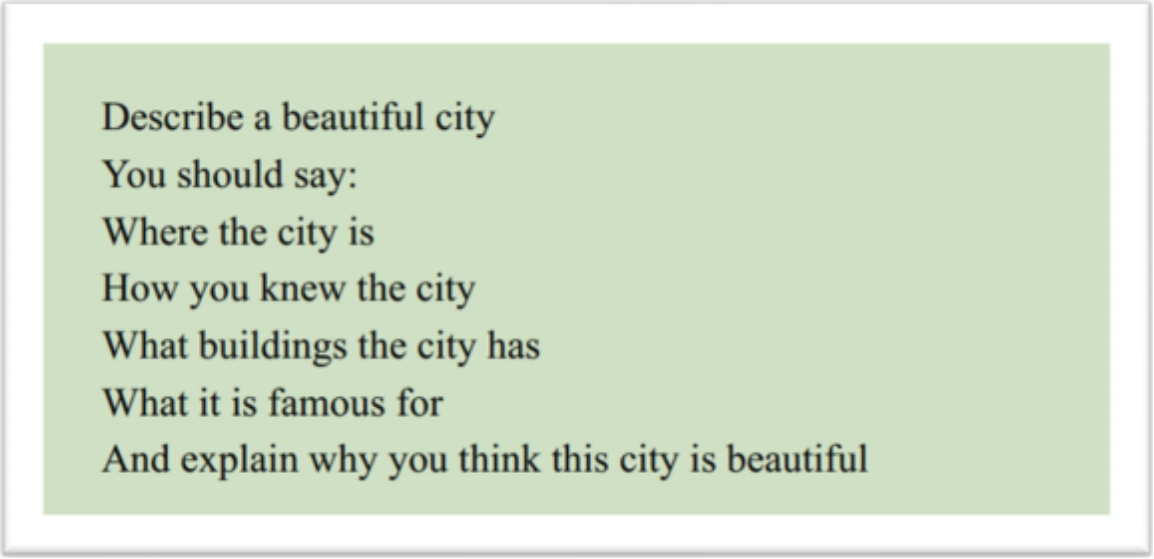 Describe a beautiful city
You should say:
Where the city is
How you knew the city
What buildings the city has
What it is famous for
And explain why you think this city is beautiful